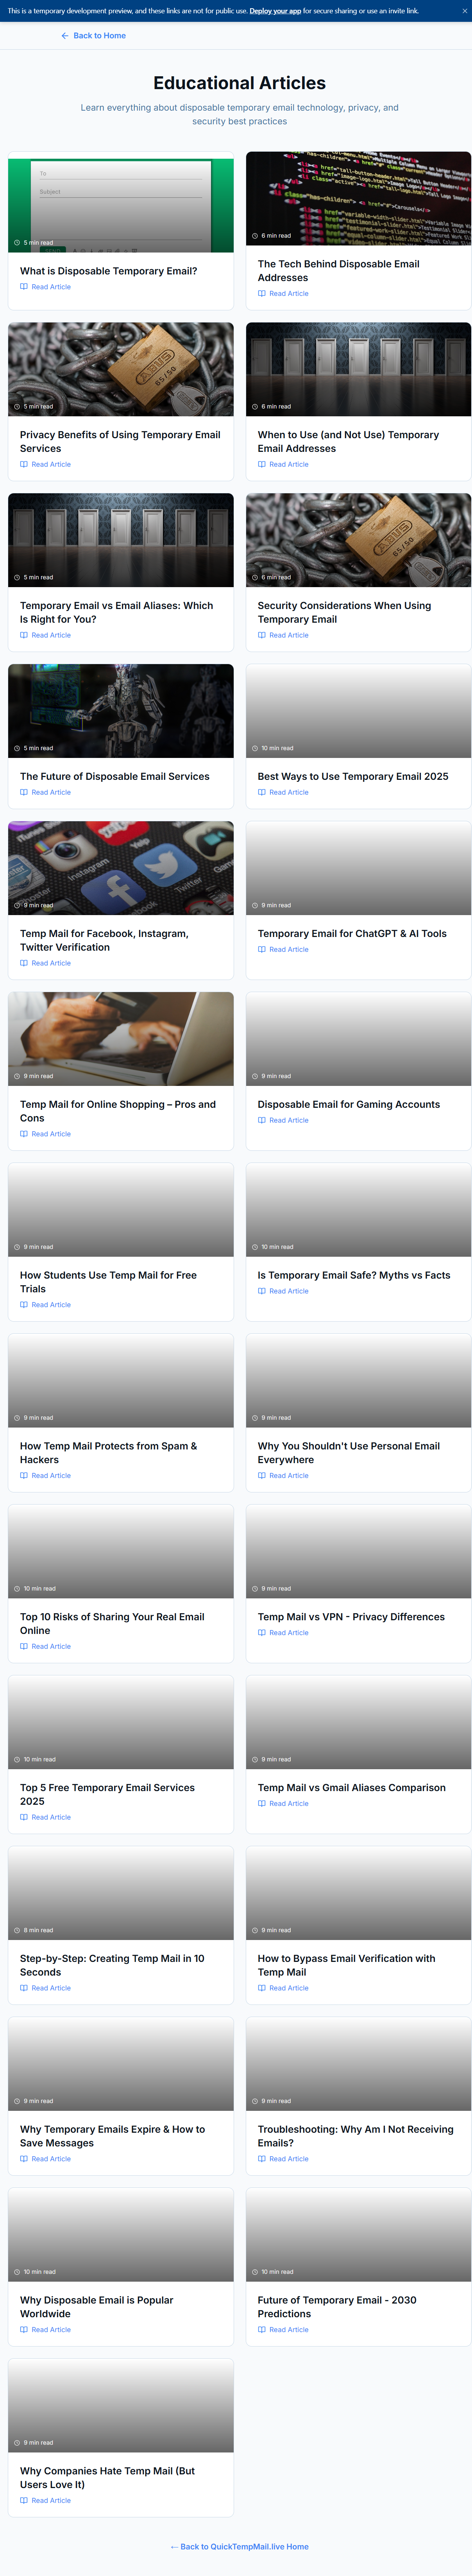 This is a temporary development preview, and these links are not for public use. Deploy your app for secure sharing or use an invite link.
← Back to Home
Educational Articles
Learn everything about disposable temporary email technology, privacy, and
security best practices
To
Subject
5 min read
What is Disposable Temporary Email?
Read Article
6 min read
The Tech Behind Disposable Email
Addresses
Read Article
ABUS
65/50
5 min read
Privacy Benefits of Using Temporary Email
Services
Read Article
6 min read
When to Use (and Not Use) Temporary
Email Addresses
Read Article
5 min read
Temporary Email vs Email Aliases: Which
Is Right for You?
Read Article
ABUS
65/50
6 min read
Security Considerations When Using
Temporary Email
Read Article
5 min read
The Future of Disposable Email Services
Read Article
10 min read
Best Ways to Use Temporary Email 2025
Read Article
Instagram
Yelp
Facebook
Twitter
9 min read
Temp Mail for Facebook, Instagram,
Twitter Verification
Read Article
9 min read
Temporary Email for ChatGPT & AI Tools
Read Article
9 min read
Temp Mail for Online Shopping – Pros and
Cons
Read Article
9 min read
Disposable Email for Gaming Accounts
Read Article
9 min read
How Students Use Temp Mail for Free
Trials
Read Article
10 min read
Is Temporary Email Safe? Myths vs Facts
Read Article
9 min read
How Temp Mail Protects from Spam &
Hackers
Read Article
9 min read
Why You Shouldn't Use Personal Email
Everywhere
Read Article
10 min read
Top 10 Risks of Sharing Your Real Email
Online
Read Article
9 min read
Temp Mail vs VPN - Privacy Differences
Read Article
10 min read
Top 5 Free Temporary Email Services
2025
Read Article
9 min read
Temp Mail vs Gmail Aliases Comparison
Read Article
8 min read
Step-by-Step: Creating Temp Mail in 10
Seconds
Read Article
9 min read
How to Bypass Email Verification with
Temp Mail
Read Article
9 min read
Why Temporary Emails Expire & How to
Save Messages
Read Article
9 min read
Troubleshooting: Why Am I Not Receiving
Emails?
Read Article
10 min read
Why Disposable Email is Popular
Worldwide
Read Article
10 min read
Future of Temporary Email - 2030
Predictions
Read Article
9 min read
Why Companies Hate Temp Mail (But
Users Love It)
Read Article
← Back to QuickTempMail.live Home